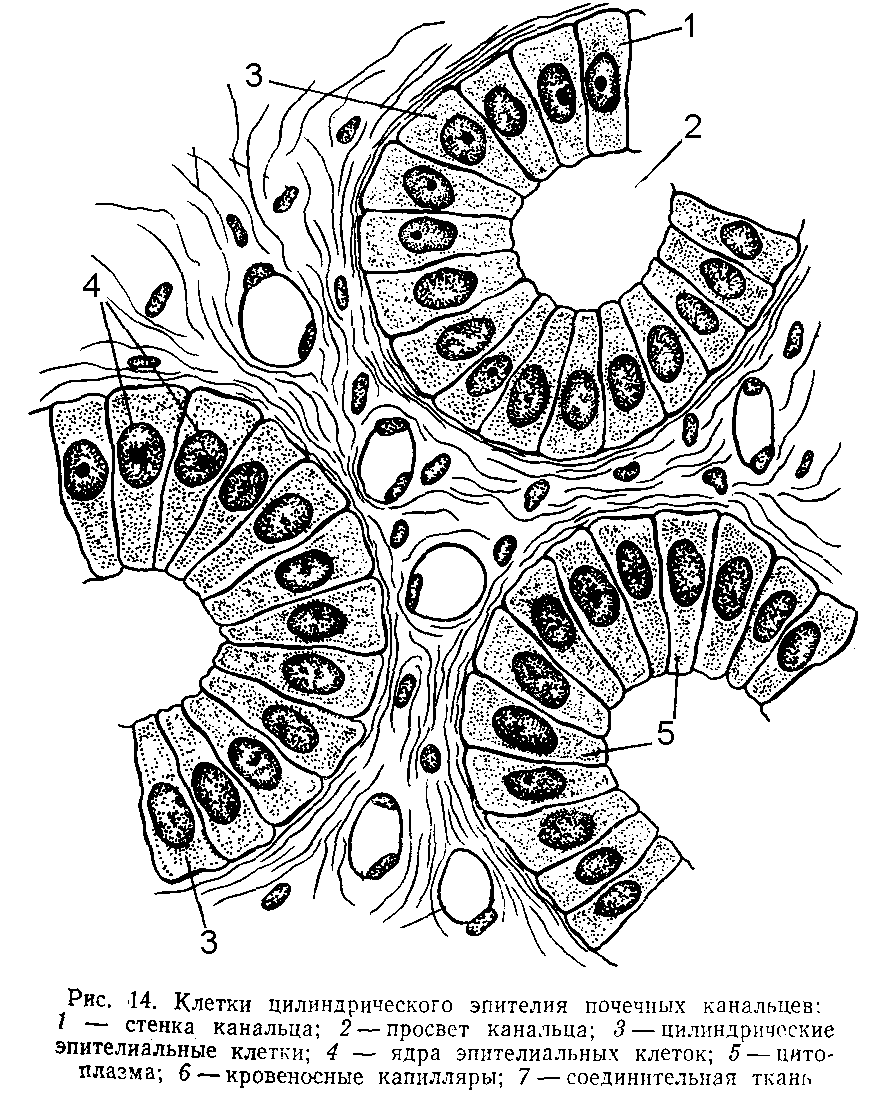 1
3
2
4
5
3
Рис. 14. Клетки цилиндрического эпителия почечных канальцев:
1 — стенка канальца; 2 — просвет канальца; 3 — цилиндрические
эпителиальные клетки; 4 — ядра эпителиальных клеток; 5 — цито-
плазма; 6 — кровеносные капилляры; 7 — соединительная ткань